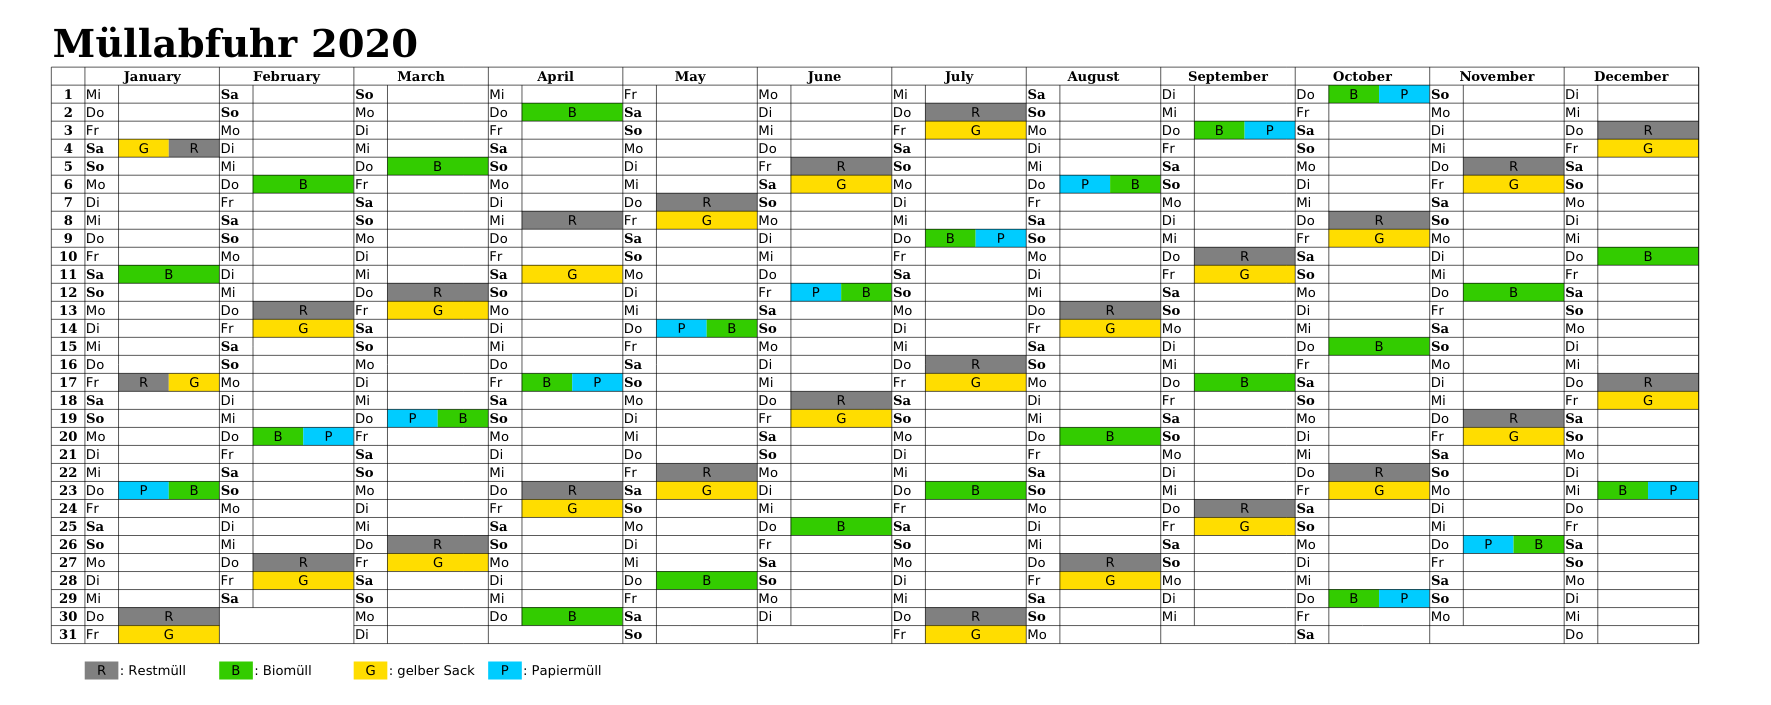 Müllabfuhr 2020
January February March April May June July August September October November December
1 Mi Sa So Mi Fr Mo Mi Sa Di Do B P So Di
2 Do So Mo Do B Sa Di Do R So Mi Fr Mo Mi
3 Fr Mo Di Fr So Mi Fr G Mo Do B P Sa Di Do R
4 Sa G R Di Mi Sa Mo Do Sa Di Fr So Mi Fr G
5 So Mi Do B So Di Fr R So Mi Sa Mo Do R Sa
6 Mo Do B Fr Mo Mi Sa G Mo Do P B So Di Fr G So
7 Di Fr Sa Di Do R So Di Fr Mo Mi Sa Mo
8 Mi Sa So Mi R Fr G Mo Mi Sa Di Do R So Di
9 Do So Mo Do Sa Di Do B P So Mi Fr G Mo Mi
10 Fr Mo Di Fr So Mi Fr Mo Do R Sa Di Do B
11 Sa B Di Mi Sa G Mo Do Sa Di Fr G So Mi Fr
12 So Mi Do R So Di Fr P B So Mi Sa Mo Do B Sa
13 Mo Do R Fr G Mo Mi Sa Mo Do R So Di Fr So
14 Di Fr G Sa Di Do P B So Di Fr G Mo Mi Sa Mo
15 Mi Sa So Mi Fr Mo Mi Sa Di Do B So Di
16 Do So Mo Do Sa Di Do R So Mi Fr Mo Mi
17 Fr R G Mo Di Fr B P So Mi Fr G Mo Do B Sa Di Do R
18 Sa Di Mi Sa Mo Do R Sa Di Fr So Mi Fr G
19 So Mi Do P B So Di Fr G So Mi Sa Mo Do R Sa
20 Mo Do B P Fr Mo Mi Sa Mo Do B So Di Fr G So
21 Di Fr Sa Di Do So Di Fr Mo Mi Sa Mo
22 Mi Sa So Mi Fr R Mo Mi Sa Di Do R So Di
23 Do P B So Mo Do R Sa G Di Do B So Mi Fr G Mo Mi B P
24 Fr Mo Di Fr G So Mi Fr Mo Do R Sa Di Do
25 Sa Di Mi Sa Mo Do B Sa Di Fr G So Mi Fr
26 So Mi Do R So Di Fr So Mi Sa Mo Do P B Sa
27 Mo Do R Fr G Mo Mi Sa Mo Do R So Di Fr So
28 Di Fr G Sa Di Do B So Di Fr G Mo Mi Sa Mo
29 Mi Sa So Mi Fr Mo Mi Sa Di Do B P So Di
30 Do R Mo Do B Sa Di Do R So Mi Fr Mo Mi
31 Fr G Di So Fr G Mo Sa Do
R : Restmüll B : Biomüll G : gelber Sack P : Papiermüll